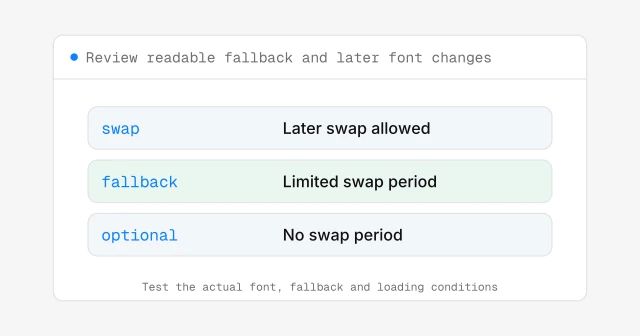 Review readable fallback and later font changes
swap Later swap allowed
fallback Limited swap period
optional No swap period
Test the actual font, fallback and loading conditions